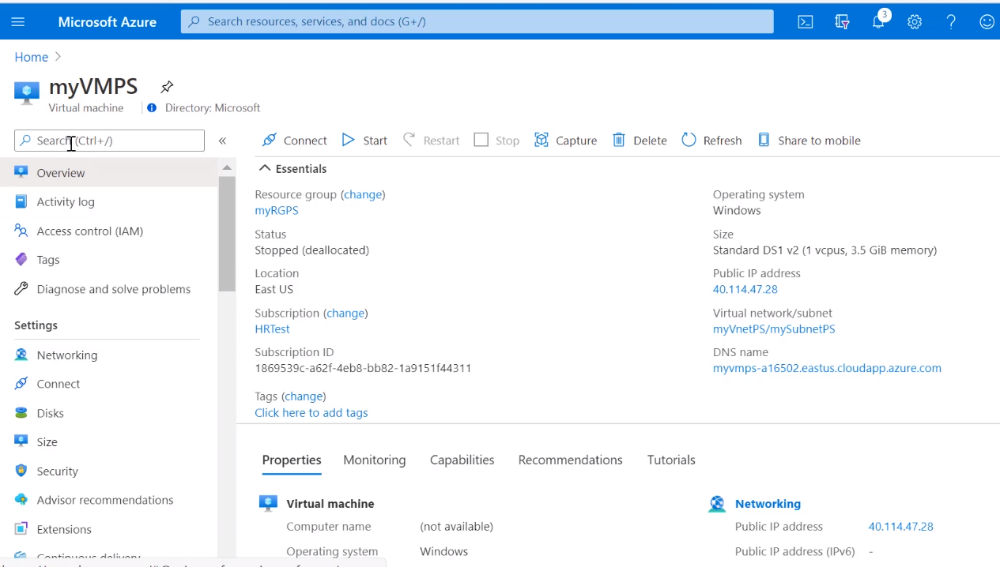 Microsoft Azure
Search resources, services, and docs (G+/)
3
Home
myVMPS
Virtual machine
Directory: Microsoft
Search (Ctrl+/)
«
Overview
Activity log
Access control (IAM)
Tags
Diagnose and solve problems
Settings
Networking
Connect
Disks
Size
Security
Advisor recommendations
Extensions
Continuous delivery
Connect Start Restart Stop Capture Delete Refresh Share to mobile
Essentials
Resource group (change)
myRGPS
Status
Stopped (deallocated)
Location
East US
Subscription (change)
HRTest
Subscription ID
1869539c-a62f-4eb8-bb82-1a9151f44311
Tags (change)
Click here to add tags
Operating system
Windows
Size
Standard DS1 v2 (1 vcpus, 3.5 GiB memory)
Public IP address
40.114.47.28
Virtual network/subnet
myVnetPS/mySubnetPS
DNS name
myvmps-a16502.eastus.cloudapp.azure.com
Properties Monitoring Capabilities Recommendations Tutorials
Virtual machine
Computer name (not available)
Operating system Windows
Networking
Public IP address 40.114.47.28
Public IP address (IPv6) -